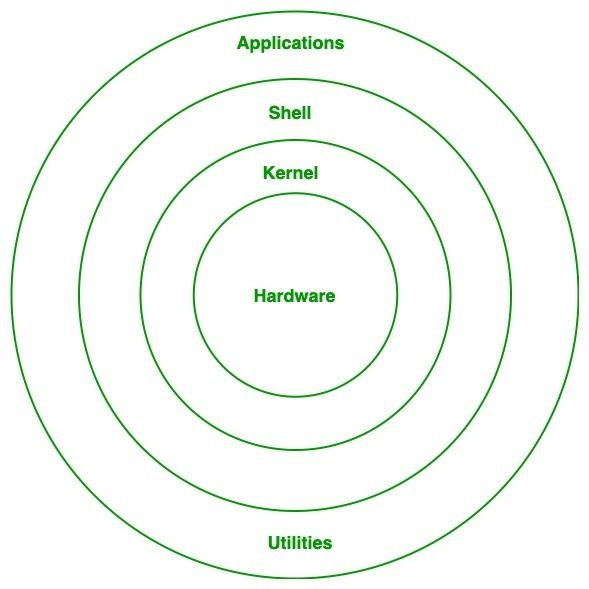 Applications
Shell
Kernel
Hardware
Utilities